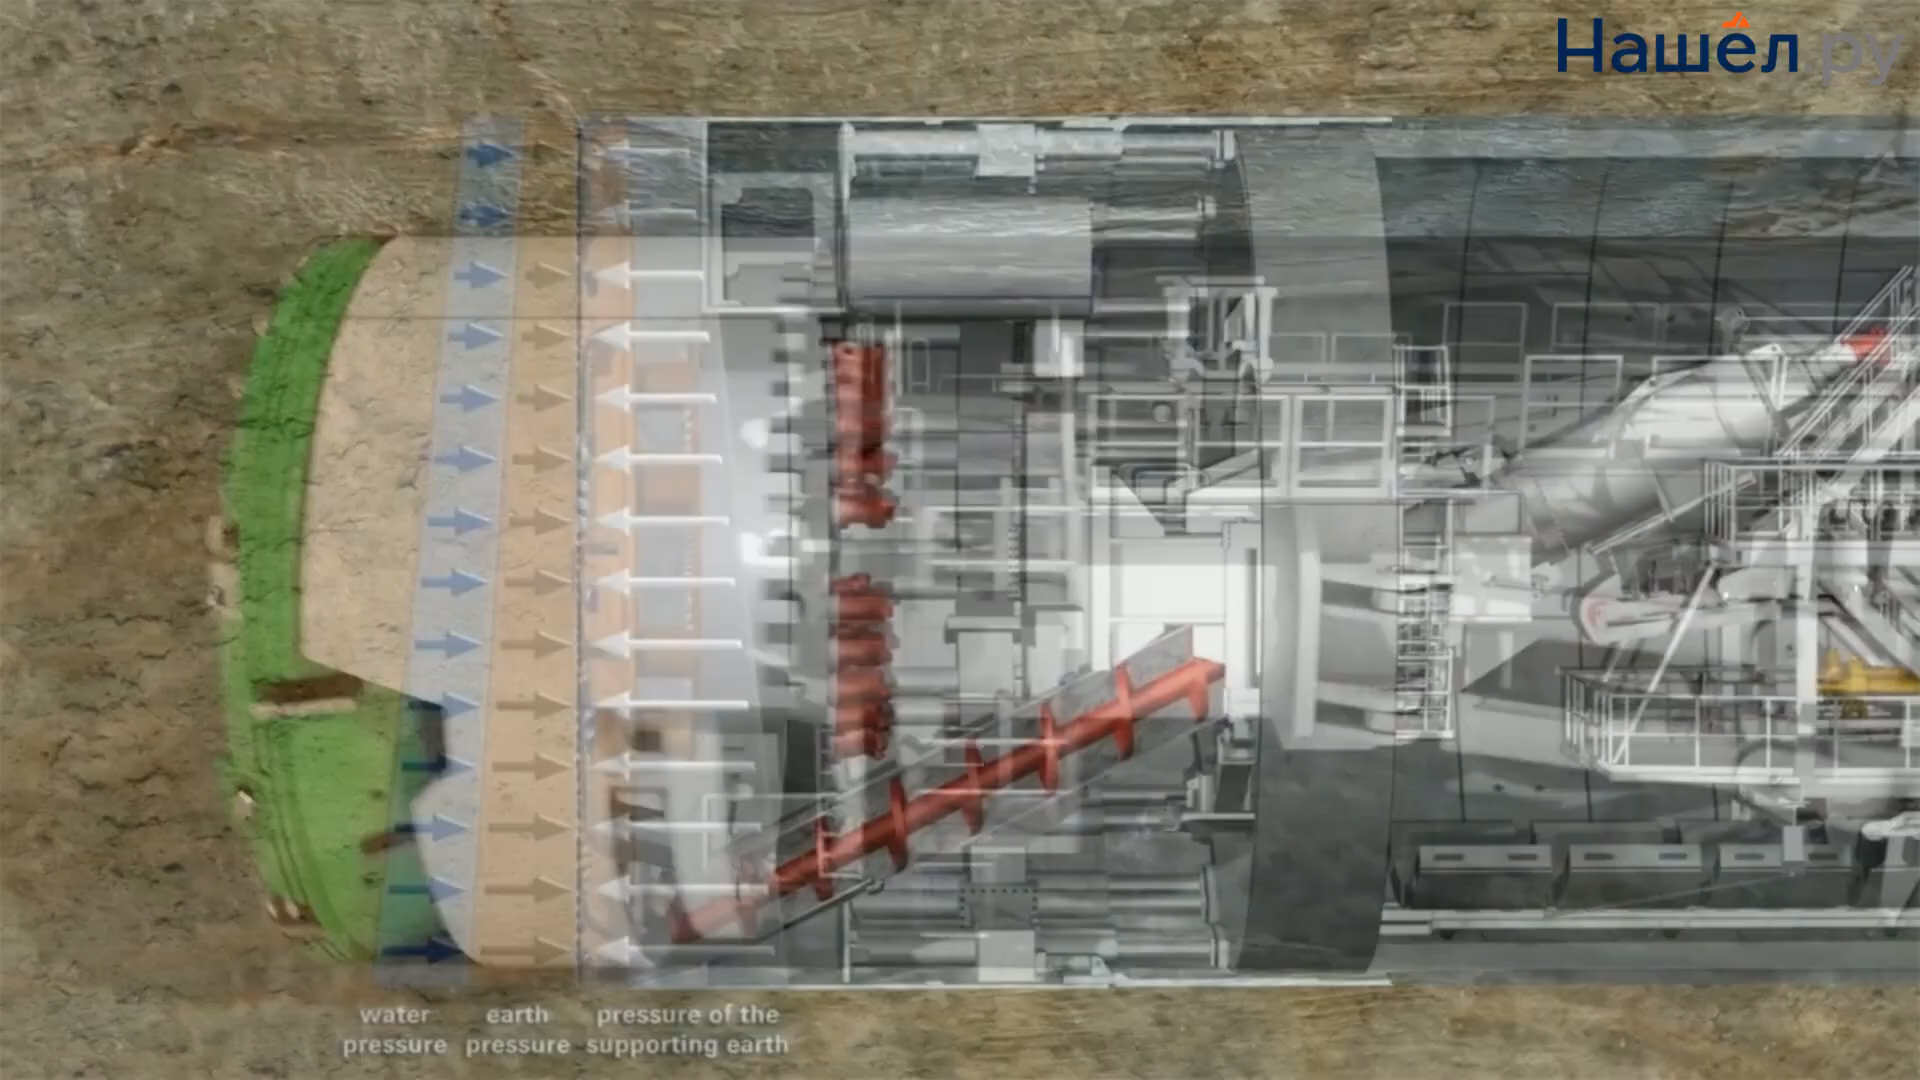 Нашёл.ру
water earth pressure of the
pressure pressure supporting earth